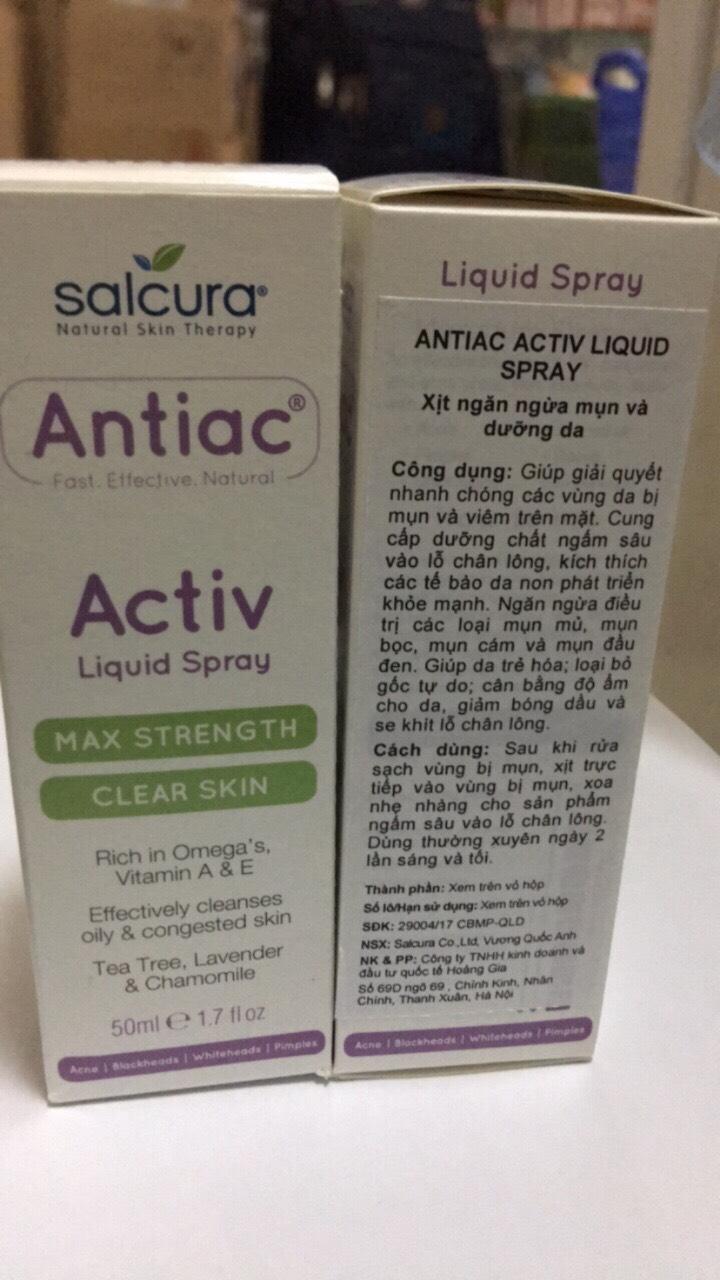 salcura®
Natural Skin Therapy
Antiac®
Fast. Effective. Natural
Activ
Liquid Spray
MAX STRENGTH
CLEAR SKIN
Rich in Omega's,
Vitamin A & E
Effectively cleanses
oily & congested skin
Tea Tree, Lavender
& Chamomile
50ml ℮ 1.7 fl oz
Acne | Blackheads | Whiteheads | Pimples
Liquid Spray
ANTIAC ACTIV LIQUID
SPRAY
Xịt ngăn ngừa mụn và
dưỡng da
Công dụng: Giúp giải quyết
nhanh chóng các vùng da bị
mụn và viêm trên mặt. Cung
cấp dưỡng chất ngấm sâu
vào lỗ chân lông, kích thích
các tế bào da non phát triển
khỏe mạnh. Ngăn ngừa điều
trị các loại mụn mủ, mụn
bọc, mụn cám và mụn đầu
đen. Giúp da trẻ hóa; loại bỏ
gốc tự do; cân bằng độ ẩm
cho da, giảm bóng dầu và
se khit lỗ chân lông.
Cách dùng: Sau khi rửa
sạch vùng bị mụn, xịt trực
tiếp vào vùng bị mụn, xoa
nhẹ nhàng cho sản phẩm
ngấm sâu vào lỗ chân lông.
Dùng thường xuyên ngày 2
lần sáng và tối.
Thành phần: Xem trên vỏ hộp
Số lô/Hạn sử dụng: Xem trên vỏ hộp
SĐK: 29004/17 CBMP-QLD
NSX: Salcura Co.,Ltd, Vương Quốc Anh
NK & PP: Công ty TNHH kinh doanh và
đầu tư quốc tế Hoàng Gia
Số 69D ngõ 69 , Chính Kinh, Nhân
Chính, Thanh Xuân, Hà Nội
Acne | Blackheads | Whiteheads | Pimples